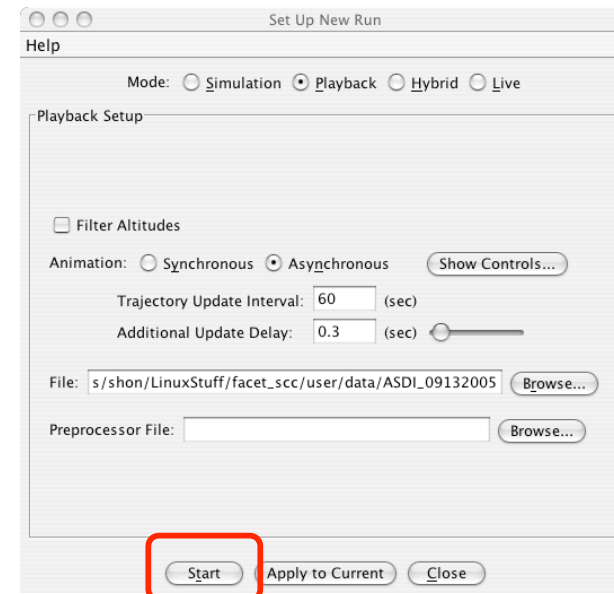 Set Up New Run
Help
Mode: Simulation Playback Hybrid Live
Playback Setup
Filter Altitudes
Animation: Synchronous Asynchronous Show Controls...
Trajectory Update Interval: 60 (sec)
Additional Update Delay: 0.3 (sec)
File: s/shon/LinuxStuff/facet_scc/user/data/ASDI_09132005 Browse...
Preprocessor File: Browse...
Start Apply to Current Close